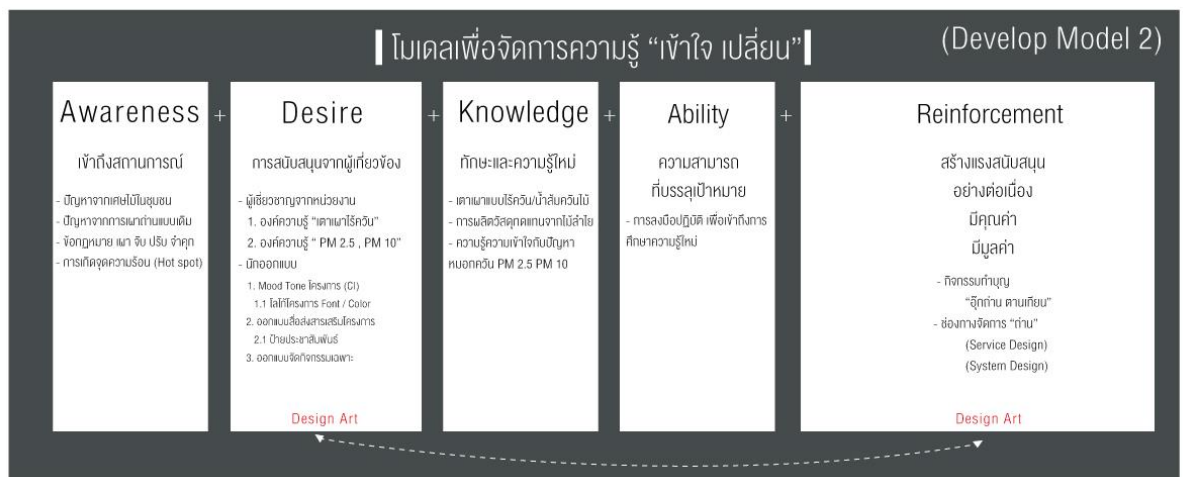 โมเดลเพื่อจัดการความรู้ “เข้าใจ เปลี่ยน”
(Develop Model 2)
Awareness
เข้าถึงสถานการณ์
- ปัญหาจากเศษไม้ในชุมชน
- ปัญหาจากการเผาถ่านแบบเดิม
- ข้อกฎหมาย เผา จับ ปรับ จำคุก
- การเกิดจุดความร้อน (Hot spot)
+
Desire
การสนับสนุนจากผู้เกี่ยวข้อง
- ผู้เชี่ยวชาญจากหน่วยงาน
1. องค์ความรู้ “เตาเผาไร้ควัน”
2. องค์ความรู้ “ PM 2.5 , PM 10”
- นักออกแบบ
1. Mood Tone โครงการ (CI)
1.1 โลโก้โครงการ Font / Color
2. ออกแบบสื่อส่งสารเสริมโครงการ
2.1 ป้ายประชาสัมพันธ์
3. ออกแบบจัดกิจกรรมเฉพาะ
Design Art
+
Knowledge
ทักษะและความรู้ใหม่
- เตาเผาแบบไร้ควัน/น้ำส้มควันไม้
- การผลิตวัสดุทดแทนจากไม้ลำไย
- ความรู้ความเข้าใจกับปัญหา
หมอกควัน PM 2.5 PM 10
+
Ability
ความสามารถ
ที่บรรลุเป้าหมาย
- การลงมือปฏิบัติ เพื่อเข้าถึงการ
ศึกษาความรู้ใหม่
+
Reinforcement
สร้างแรงสนับสนุน
อย่างต่อเนื่อง
มีคุณค่า
มีมูลค่า
- กิจกรรมทำบุญ
“อุ๊กถ่าน ตานเทียน”
- ช่องทางจัดการ “ถ่าน”
(Service Design)
(System Design)
Design Art